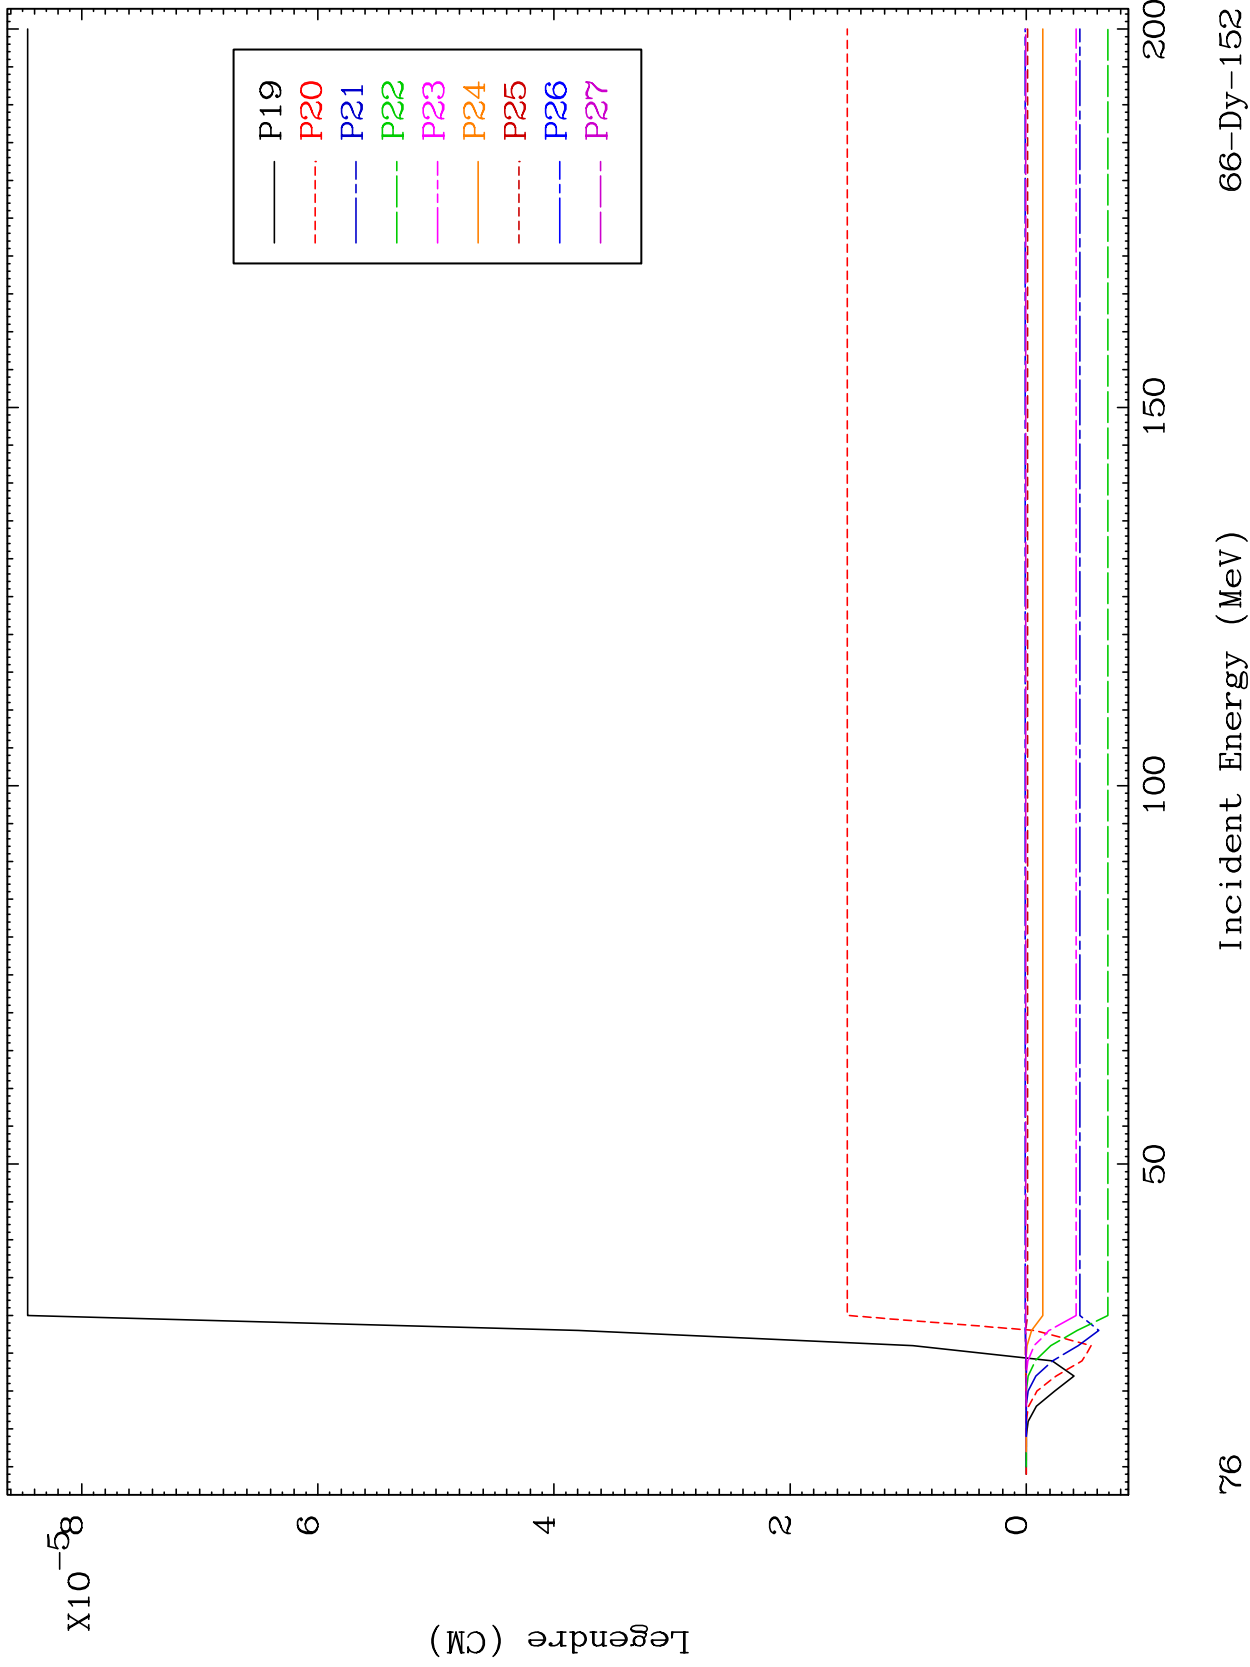 X10-5
8
6
4
2
0
Legendre (CM)
P19
P20
P21
P22
P23
P24
P25
P26
P27
50
100
150
200
76
Incident Energy (MeV)
66-Dy-152